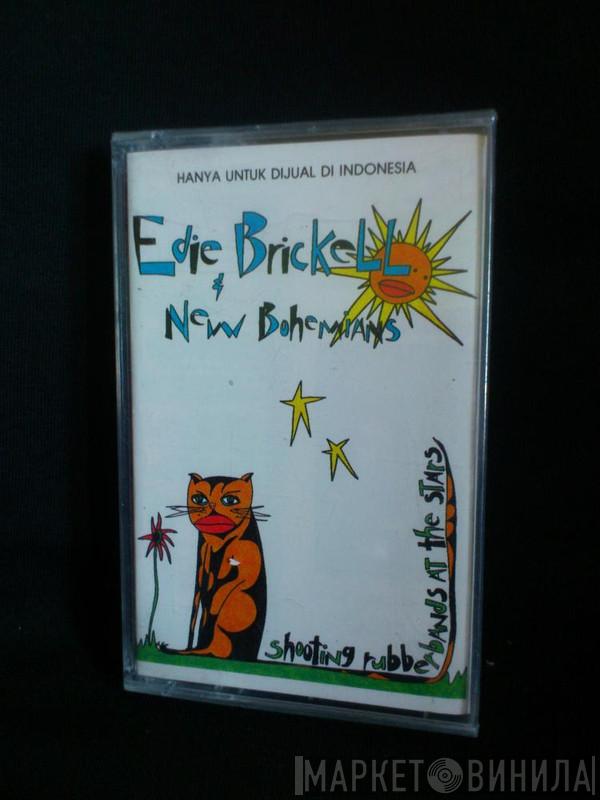 HANYA UNTUK DIJUAL DI INDONESIA
Edie Brickell
&
New Bohemians
shooting rubberbands at the stars
МАРКЕТ ВИНИЛА